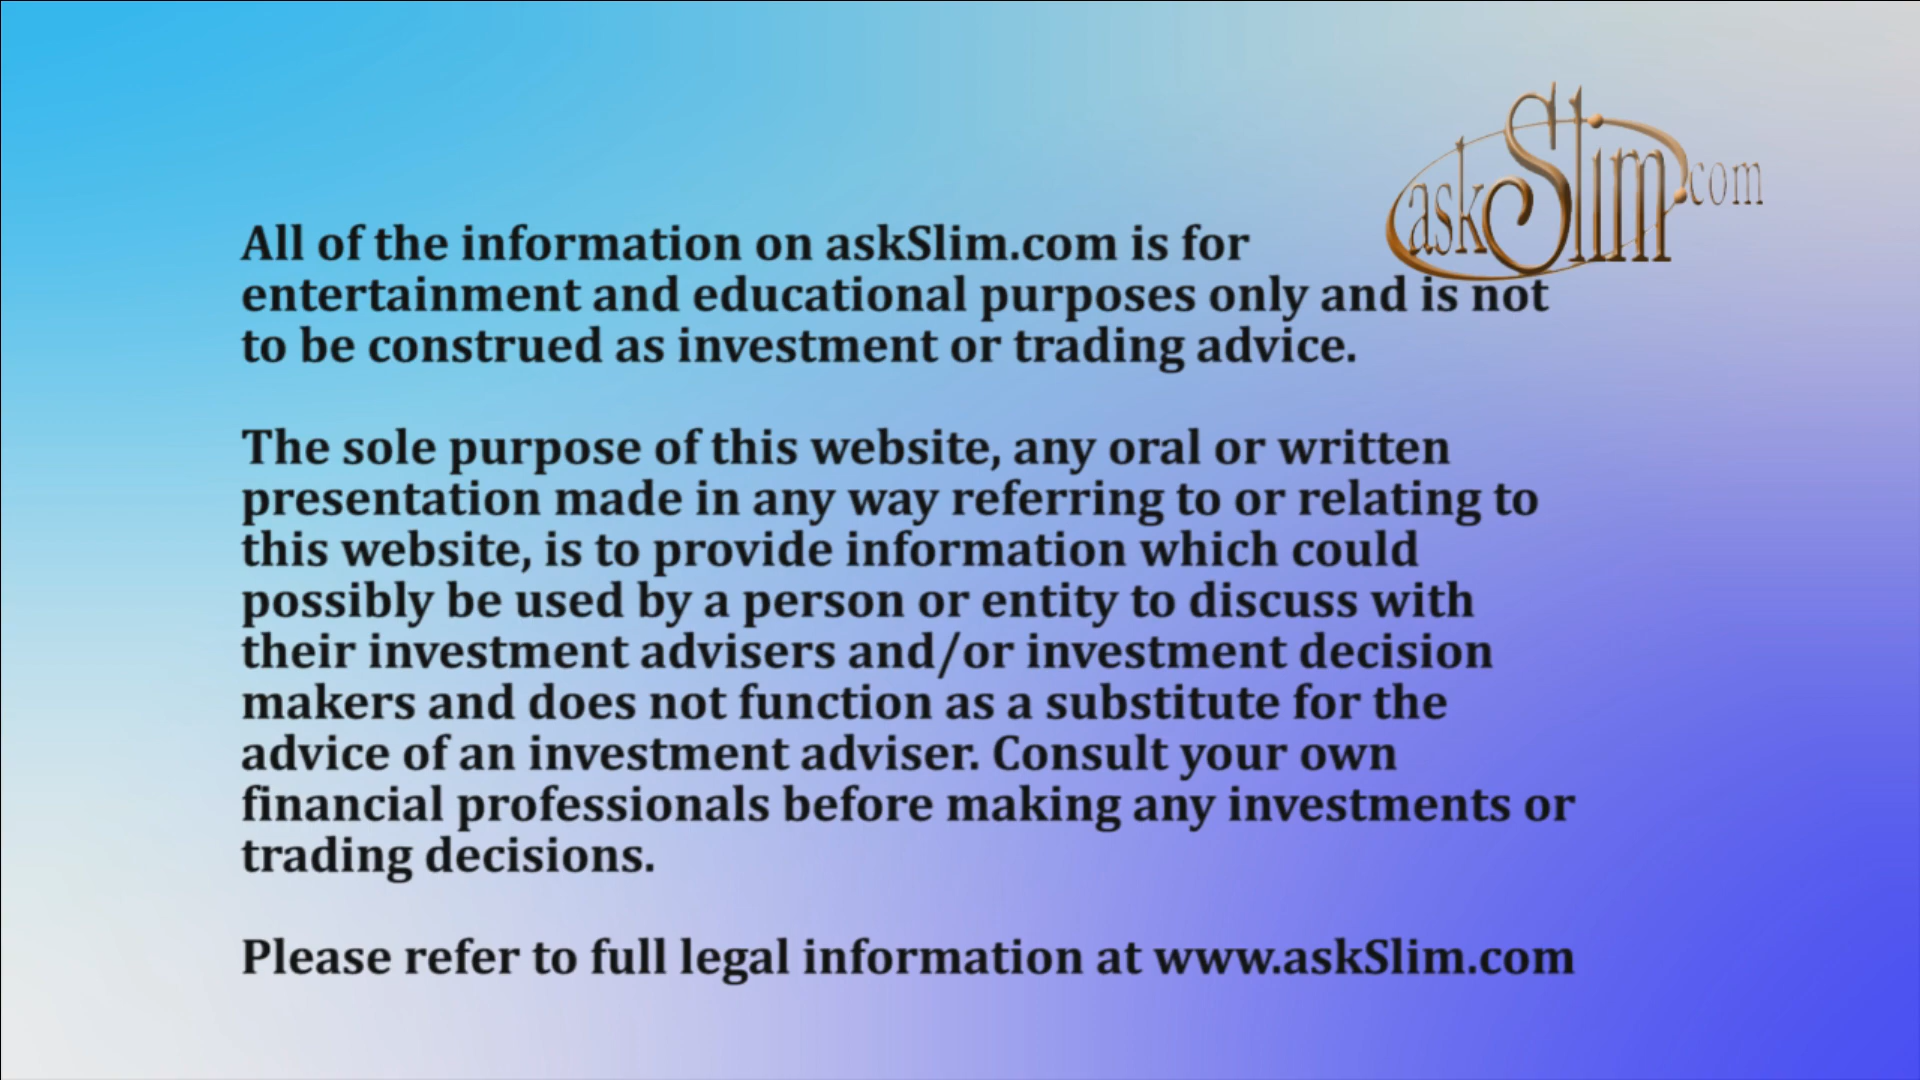 askSlim.com
All of the information on askSlim.com is for
entertainment and educational purposes only and is not
to be construed as investment or trading advice.
The sole purpose of this website, any oral or written
presentation made in any way referring to or relating to
this website, is to provide information which could
possibly be used by a person or entity to discuss with
their investment advisers and/or investment decision
makers and does not function as a substitute for the
advice of an investment adviser. Consult your own
financial professionals before making any investments or
trading decisions.
Please refer to full legal information at www.askSlim.com